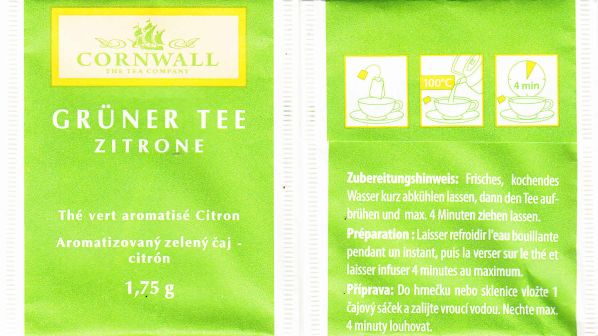 CORNWALL
THE TEA COMPANY
GRÜNER TEE
ZITRONE
Thé vert aromatisé Citron
Aromatizovaný zelený čaj -
citrón
1,75 g
100°C
4 min
Zubereitungshinweis: Frisches, kochendes
Wasser kurz abkühlen lassen, dann den Tee auf-
brühen und max. 4 Minuten ziehen lassen.
Préparation : Laisser refroidir l'eau bouillante
pendant un instant, puis la verser sur le thé et
laisser infuser 4 minutes au maximum.
Příprava: Do hrnečku nebo sklenice vložte 1
čajový sáček a zalijte vroucí vodou. Nechte max.
4 minuty louhovat.